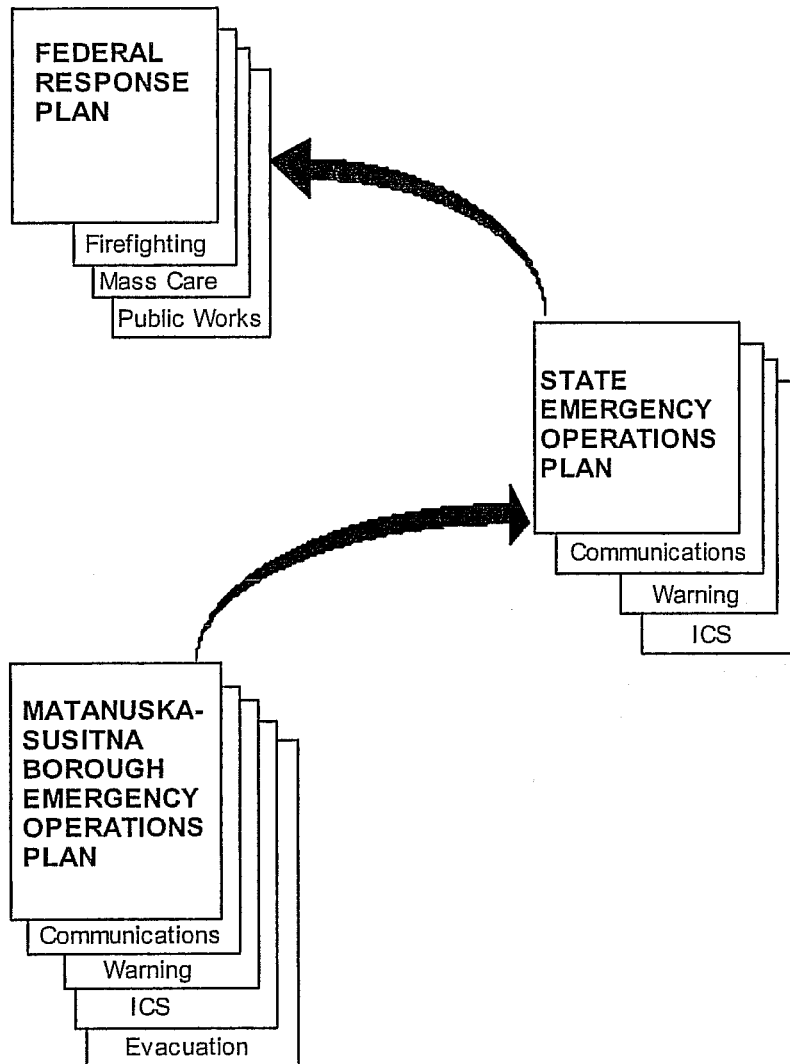 FEDERAL
RESPONSE
PLAN
Firefighting
Mass Care
Public Works
STATE
EMERGENCY
OPERATIONS
PLAN
Communications
Warning
ICS
MATANUSKA-
SUSITNA
BOROUGH
EMERGENCY
OPERATIONS
PLAN
Communications
Warning
ICS
Evacuation